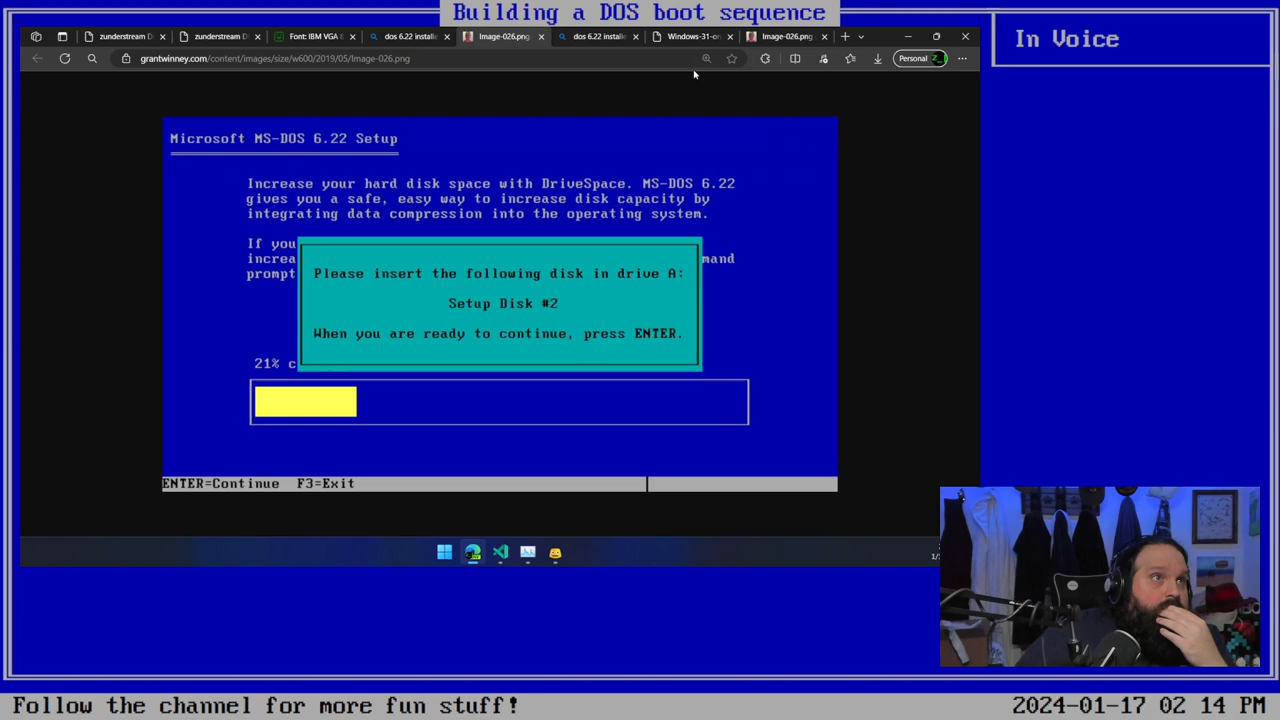 Building a DOS boot sequence
In Voice
zunderstream D
zunderstream D
Font: IBM VGA 8
dos 6.22 installe
Image-026.png
dos 6.22 installe
Windows-31-on
Image-026.png
grantwinney.com/content/images/size/w600/2019/05/Image-026.png
Personal
Microsoft MS-DOS 6.22 Setup
Increase your hard disk space with DriveSpace. MS-DOS 6.22
gives you a safe, easy way to increase disk capacity by
integrating data compression into the operating system.
If you
increa
mand
prompt
Please insert the following disk in drive A:
Setup Disk #2
When you are ready to continue, press ENTER.
21% c
ENTER=Continue F3=Exit
1/
Follow the channel for more fun stuff!
2024-01-17 02 14 PM